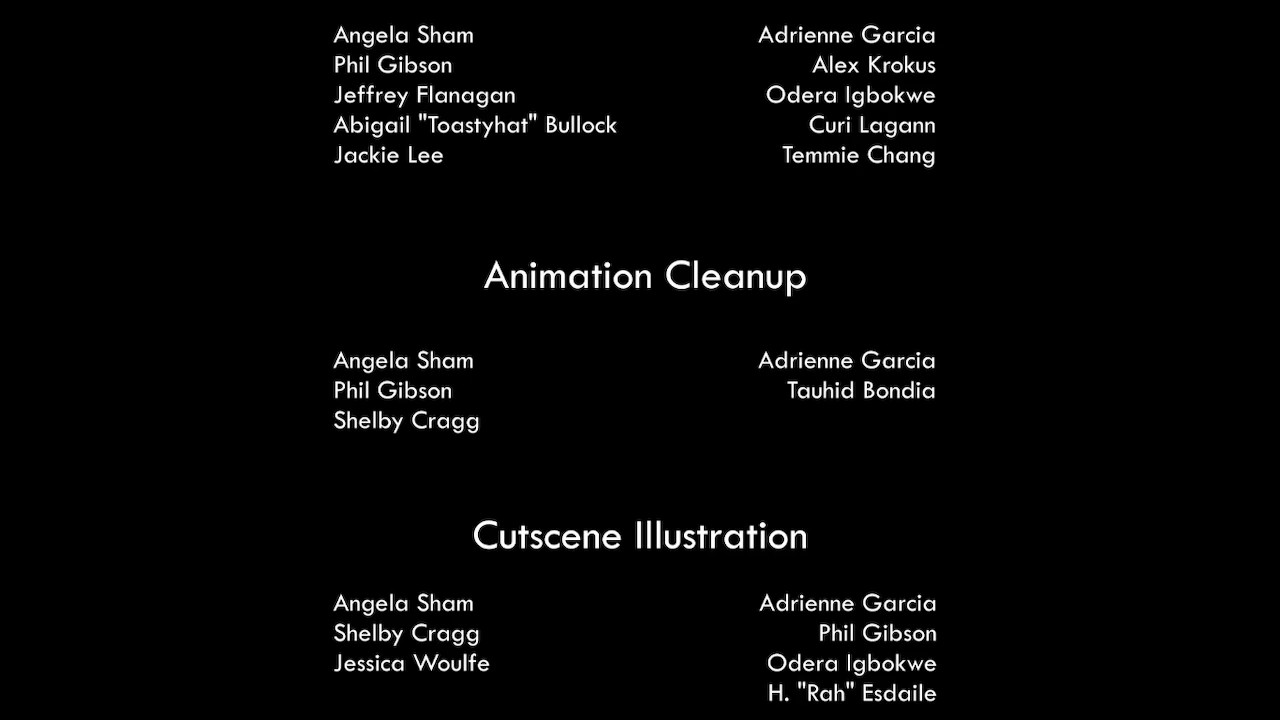 Angela Sham Adrienne Garcia
Phil Gibson Alex Krokus
Jeffrey Flanagan Odera Igbokwe
Abigail "Toastyhat" Bullock Curi Lagann
Jackie Lee Temmie Chang
Animation Cleanup
Angela Sham Adrienne Garcia
Phil Gibson Tauhid Bondia
Shelby Cragg
Cutscene Illustration
Angela Sham Adrienne Garcia
Shelby Cragg Phil Gibson
Jessica Woulfe Odera Igbokwe
H. "Rah" Esdaile